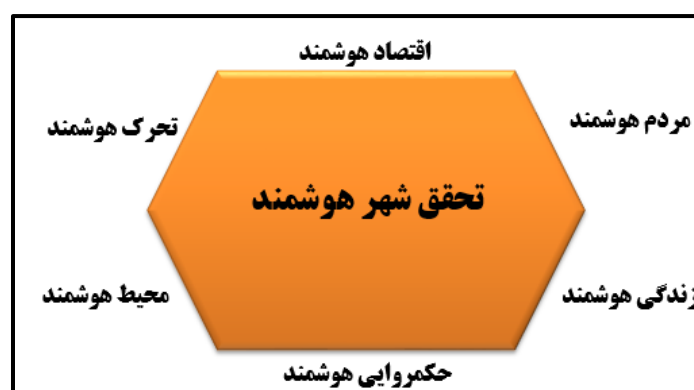 اقتصاد هوشمند
مردم هوشمند
تحرک هوشمند
تحقق شهر هوشمند
زندگی هوشمند
محیط هوشمند
حکمروایی هوشمند